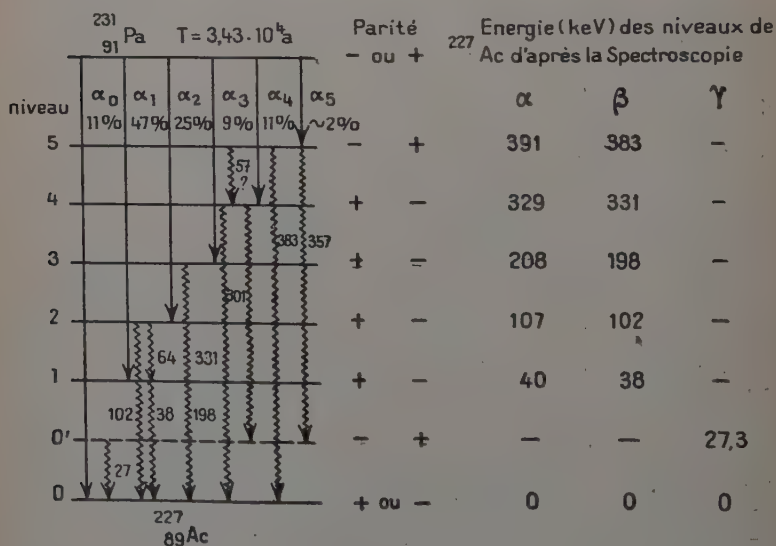 231 91 Pa T = 3,43 · 10⁴a
Parité
- ou +
227 Energie (keV) des niveaux de
Ac d'après la Spectroscopie
niveau α₀ α₁ α₂ α₃ α₄ α₅
11% 47% 25% 9% 11% ~2%
α β γ
5 - + 391 383 -
57
?
4 + - 329 331 -
383 357
3 + - 208 198 -
301
2 + - 107 102 -
64 331
1 + - 40 38 -
102 38 198
0' - + - - 27,3
27
0 + ou - 0 0 0
227
89 Ac